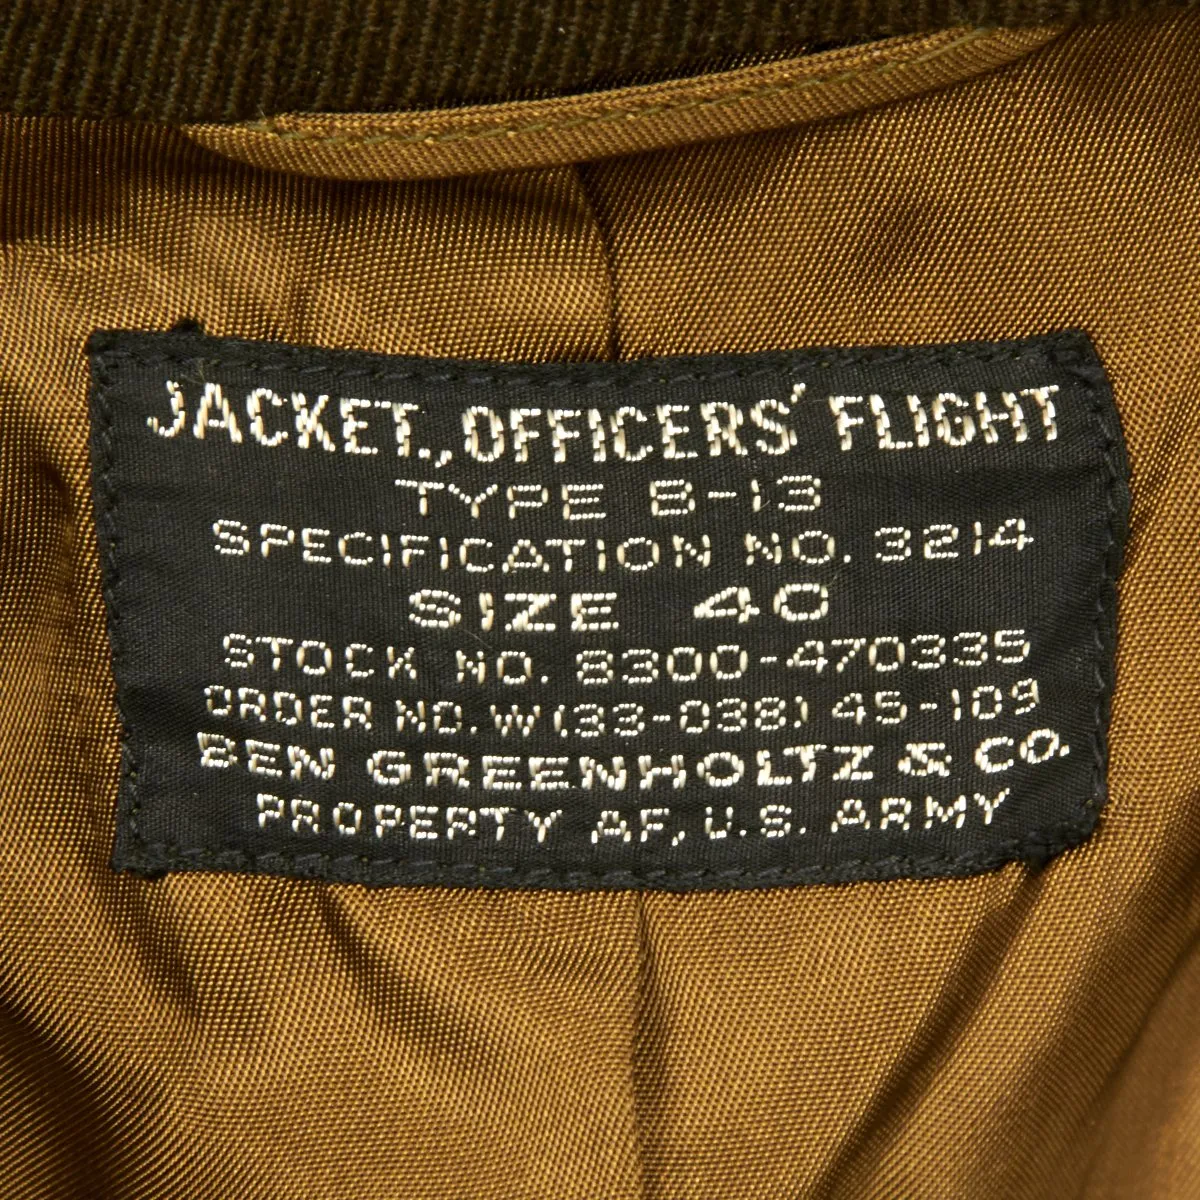 JACKET., OFFICERS' FLIGHT
TYPE B-13
SPECIFICATION NO. 3214
SIZE 40
STOCK NO. 8300-470335
ORDER NO. W (33-038) 45-109
BEN GREENHOLTZ & CO.
PROPERTY AF, U.S. ARMY